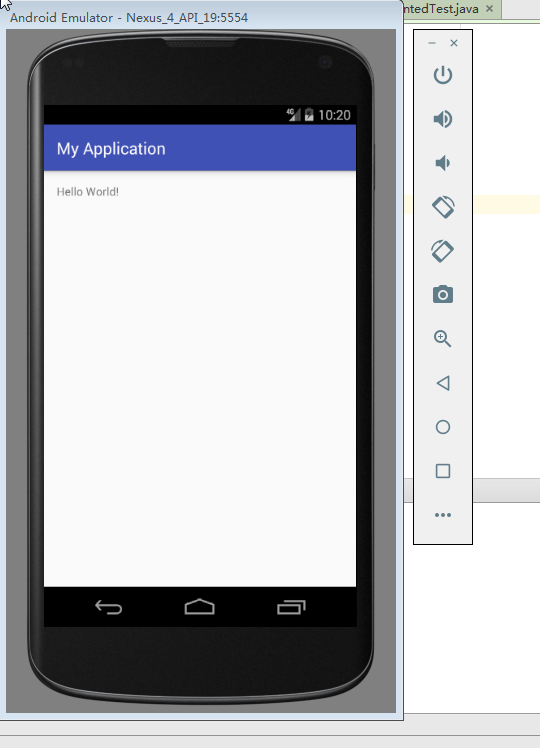 Android Emulator - Nexus_4_API_19:5554
ntedTest.java
4G 10:20
My Application
Hello World!